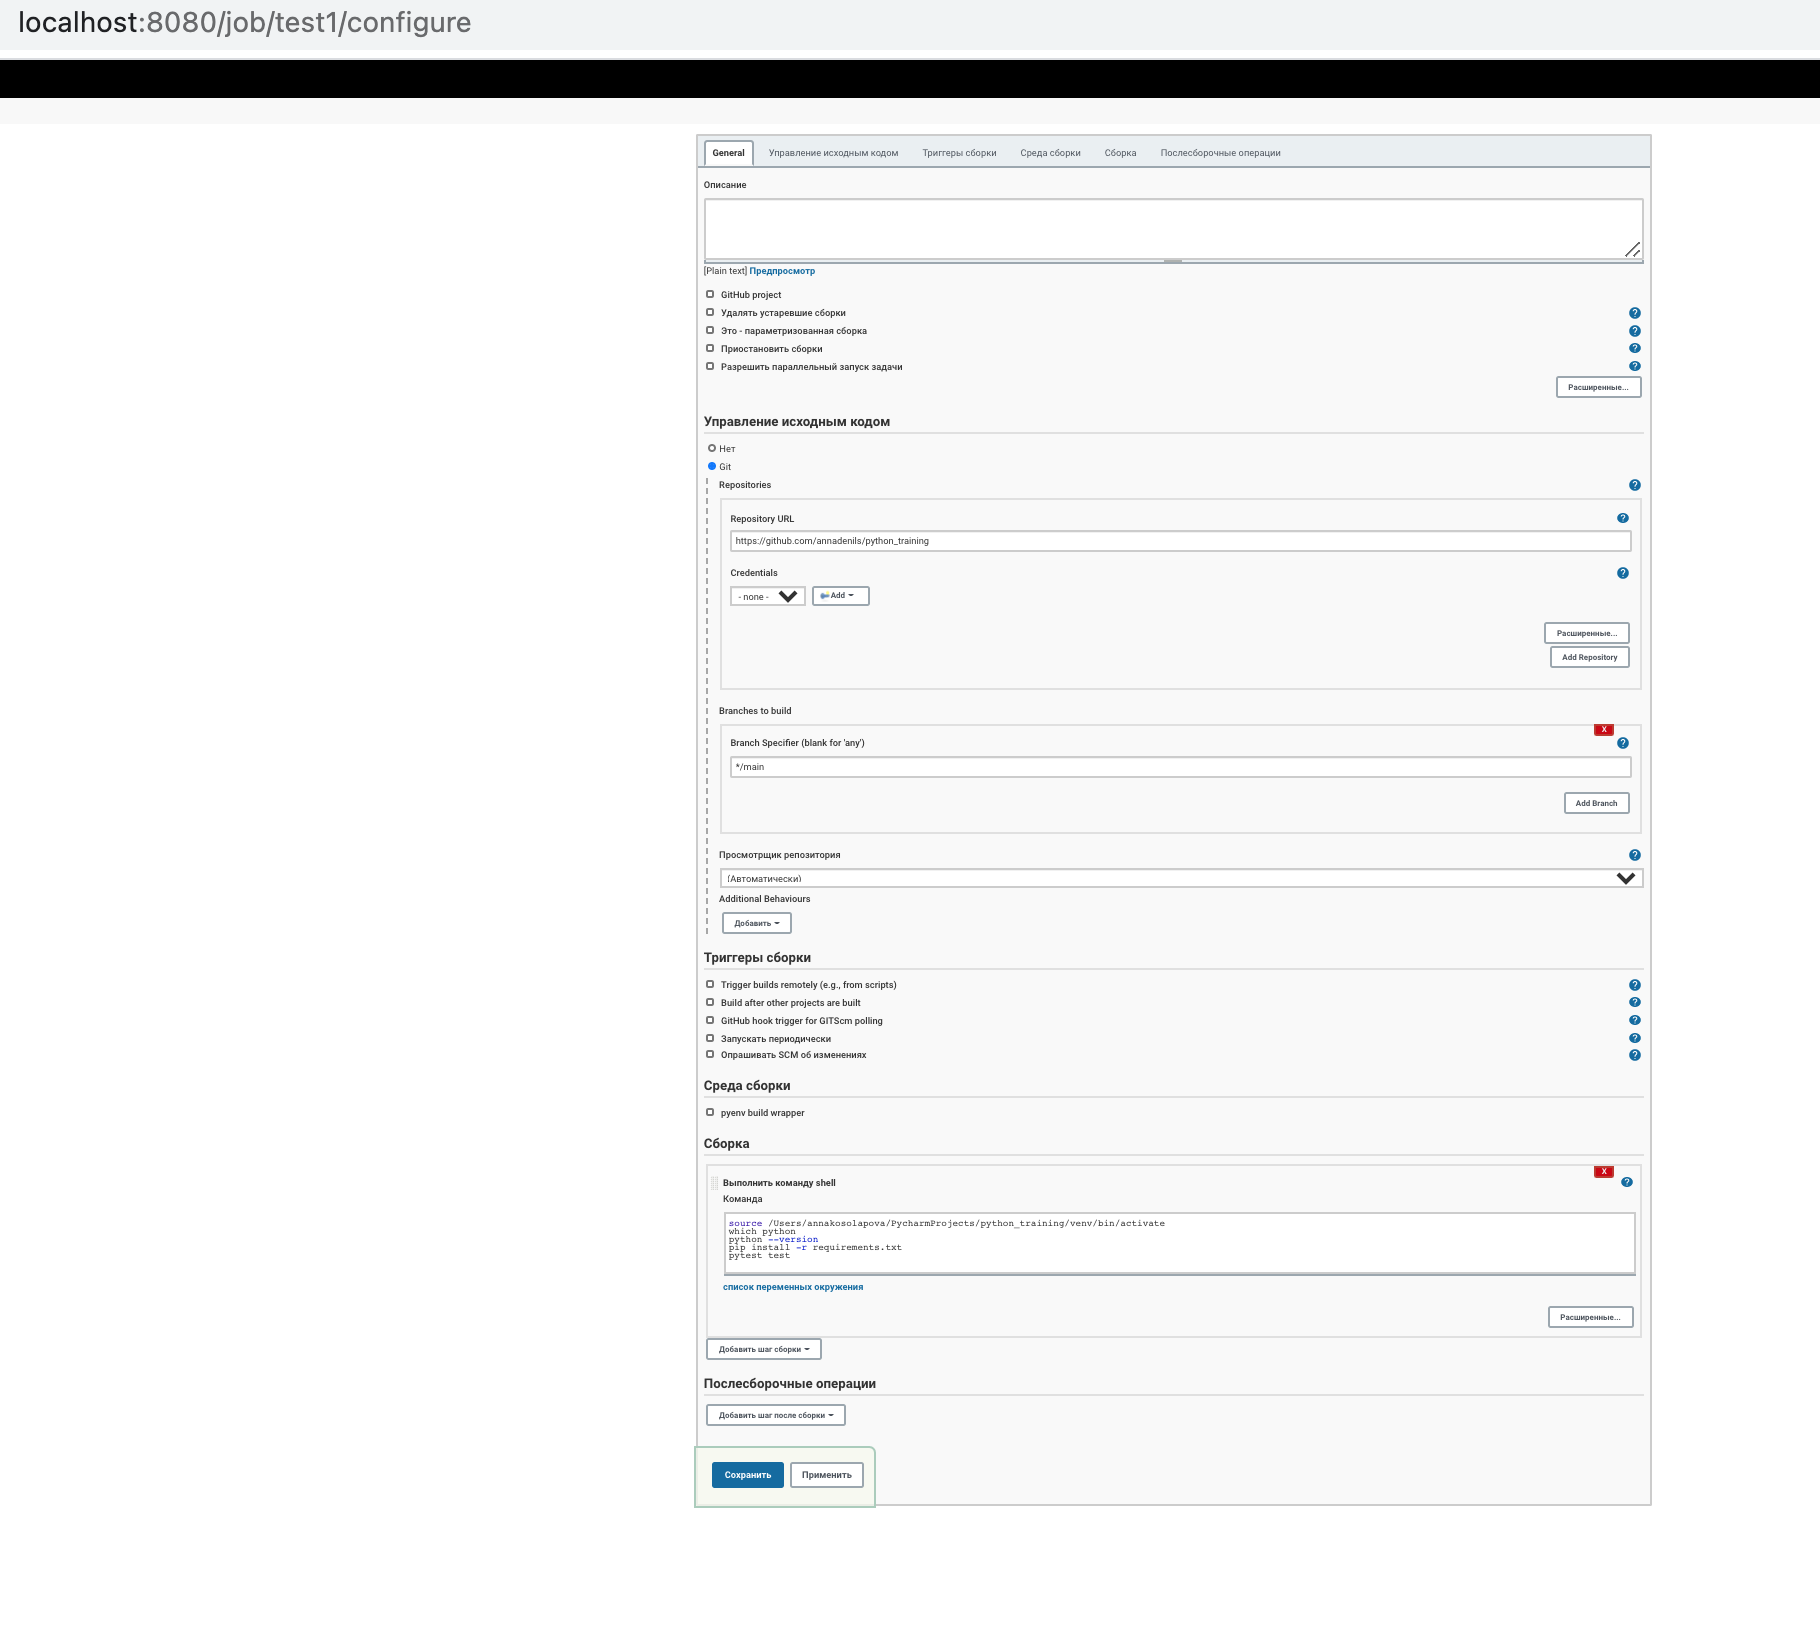 localhost:8080/job/test1/configure
General Управление исходным кодом Триггеры сборки Среда сборки Сборка Послесборочные операции
Описание
[Plain text] Предпросмотр
GitHub project
Удалять устаревшие сборки
Это - параметризованная сборка
Приостановить сборки
Разрешить параллельный запуск задачи
Расширенные...
Управление исходным кодом
Нет
Git
Repositories
Repository URL
https://github.com/annadenils/python_training
Credentials
- none - Add
Расширенные...
Add Repository
Branches to build
X
Branch Specifier (blank for 'any')
*/main
Add Branch
Просмотрщик репозитория
(Автоматически)
Additional Behaviours
Добавить
Триггеры сборки
Trigger builds remotely (e.g., from scripts)
Build after other projects are built
GitHub hook trigger for GITScm polling
Запускать периодически
Опрашивать SCM об изменениях
Среда сборки
pyenv build wrapper
Сборка
X
Выполнить команду shell
Команда
source /Users/annakosolapova/PycharmProjects/python_training/venv/bin/activate
which python
python --version
pip install -r requirements.txt
pytest test
список переменных окружения
Расширенные...
Добавить шаг сборки
Послесборочные операции
Добавить шаг после сборки
Сохранить Применить